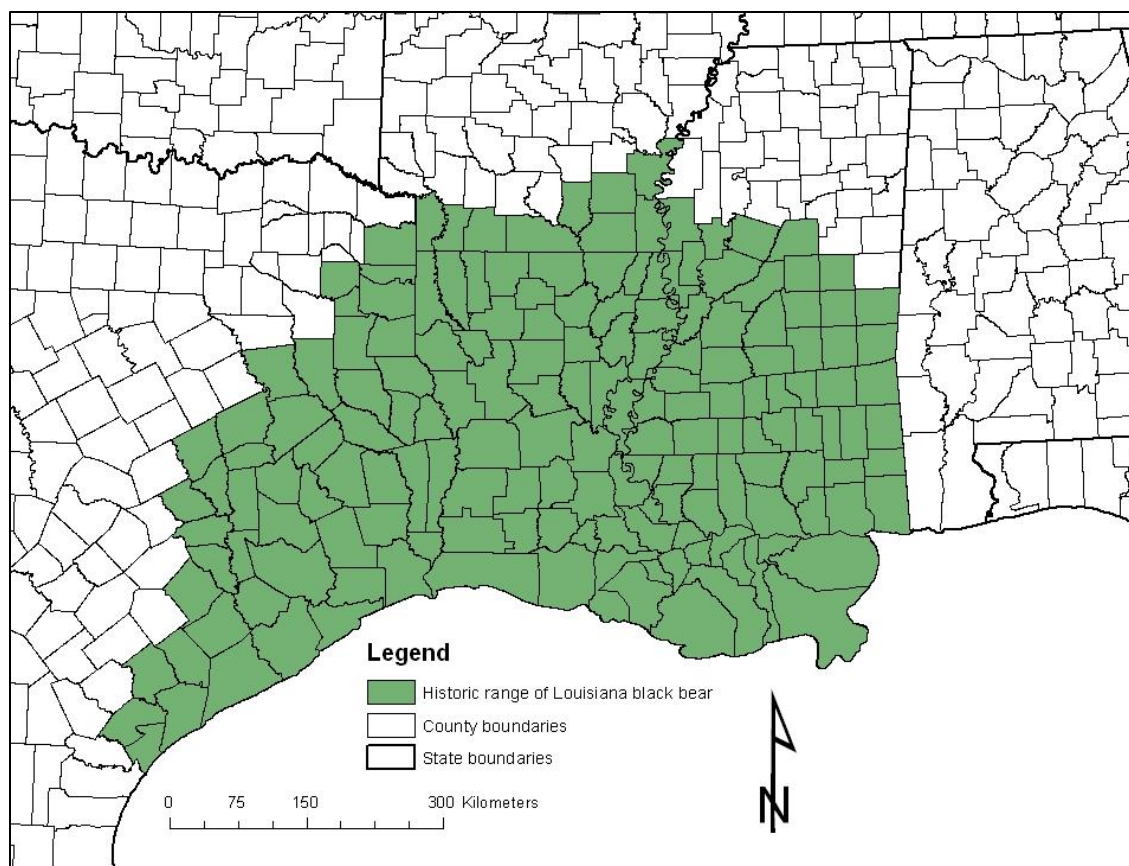 Legend
Historic range of Louisiana black bear
County boundaries
State boundaries
0 75 150 300 Kilometers
N